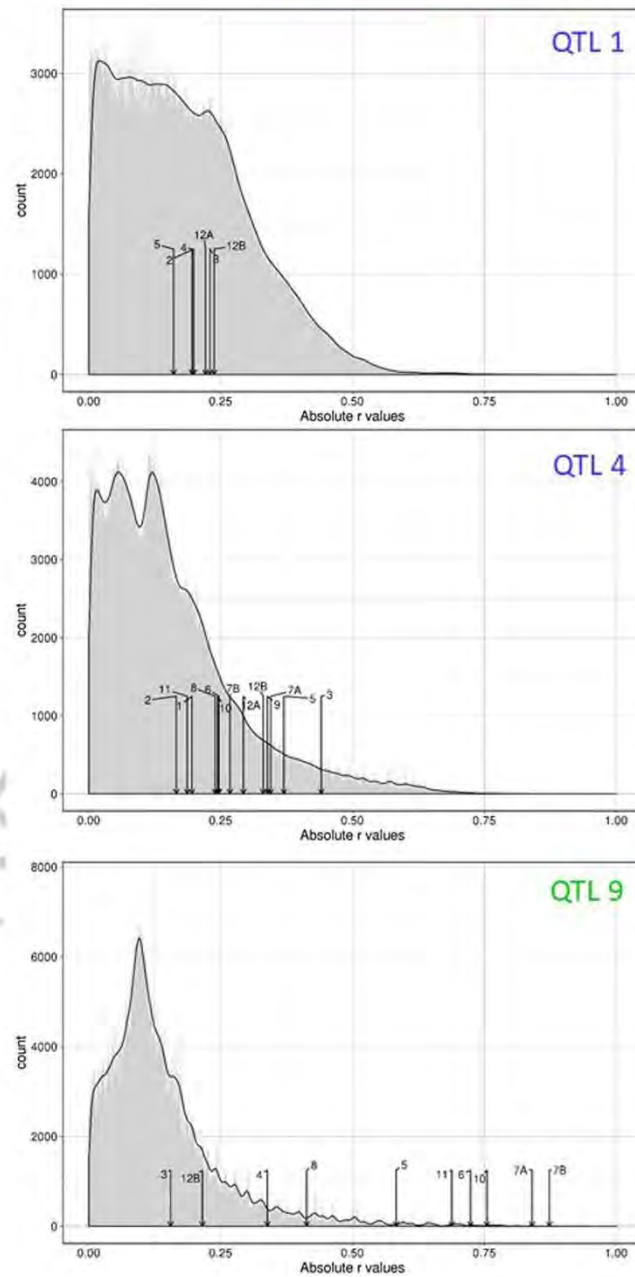 QTL 1
3000
2000
1000
0
count
12A
5 4 12B
2 3
0.00 0.25 0.50 0.75 1.00
Absolute r values
QTL 4
4000
3000
2000
1000
0
count
11 8 6 7B 12B 7A 3
2 1 10 12A 9 5
0.00 0.25 0.50 0.75 1.00
Absolute r values
QTL 9
8000
6000
4000
2000
0
count
3 12B 4 8 5 11 6 10 7A 7B
0.00 0.25 0.50 0.75 1.00
Absolute r values